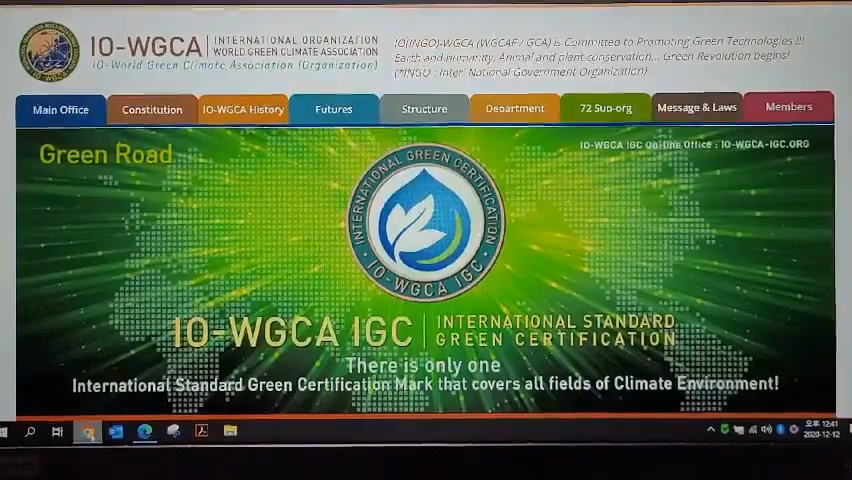 IO-WGCA
INTERNATIONAL ORGANIZATION
WORLD GREEN CLIMATE ASSOCIATION
IO-World Green Climate Association (Organization)
IO(INGO)-WGCA (WGCAF / GCA) is Committed to Promoting Green Technologies !!!
Earth and humanity, Animal and plant conservation... Green Revolution begins!
(*INGO : Inter' National Government Organization)
Main Office
Constitution
IO-WGCA History
Futures
Structure
Department
72 Sub-org
Message & Laws
Members
Green Road
IO-WGCA IGC On-Line Office : IO-WGCA-IGC.ORG
INTERNATIONAL GREEN CERTIFICATION
IO-WGCA IGC
IO-WGCA IGC
INTERNATIONAL STANDARD
GREEN CERTIFICATION
There is only one
International Standard Green Certification Mark that covers all fields of Climate Environment!
오후 12:41
2020-12-12